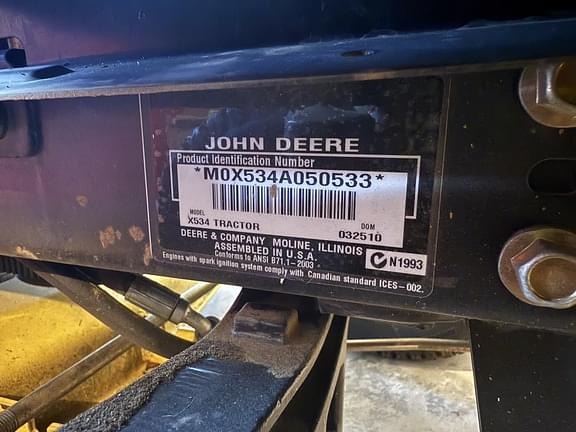 JOHN DEERE
Product Identification Number
*M0X534A050533*
MODEL DOM
X534 TRACTOR 032510
DEERE & COMPANY MOLINE, ILLINOIS
ASSEMBLED IN U.S.A.
Conforms to ANSI B71.1-2003
N1993
Engines with spark ignition system comply with Canadian standard ICES-002.